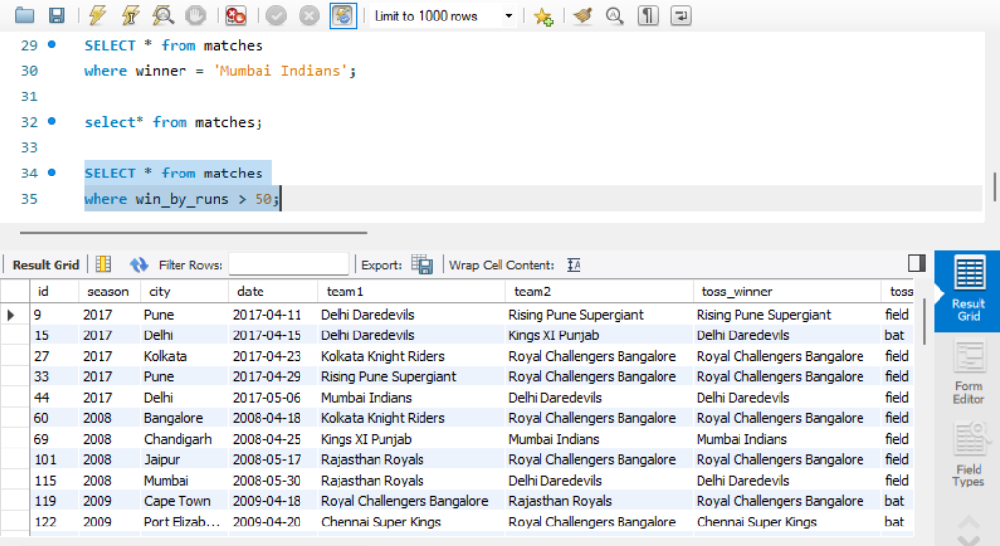 Limit to 1000 rows
29 SELECT * from matches
30 where winner = 'Mumbai Indians';
31
32 select* from matches;
33
34 SELECT * from matches
35 where win_by_runs > 50;
Result Grid Filter Rows: Export: Wrap Cell Content: IA
id season city date team1 team2 toss_winner toss
9 2017 Pune 2017-04-11 Delhi Daredevils Rising Pune Supergiant Rising Pune Supergiant field
15 2017 Delhi 2017-04-15 Delhi Daredevils Kings XI Punjab Delhi Daredevils bat
27 2017 Kolkata 2017-04-23 Kolkata Knight Riders Royal Challengers Bangalore Royal Challengers Bangalore field
33 2017 Pune 2017-04-29 Rising Pune Supergiant Royal Challengers Bangalore Royal Challengers Bangalore field
44 2017 Delhi 2017-05-06 Mumbai Indians Delhi Daredevils Delhi Daredevils field
60 2008 Bangalore 2008-04-18 Kolkata Knight Riders Royal Challengers Bangalore Royal Challengers Bangalore field
69 2008 Chandigarh 2008-04-25 Kings XI Punjab Mumbai Indians Mumbai Indians field
101 2008 Jaipur 2008-05-17 Rajasthan Royals Royal Challengers Bangalore Royal Challengers Bangalore field
115 2008 Mumbai 2008-05-30 Rajasthan Royals Delhi Daredevils Delhi Daredevils field
119 2009 Cape Town 2009-04-18 Royal Challengers Bangalore Rajasthan Royals Royal Challengers Bangalore bat
122 2009 Port Elizab... 2009-04-20 Chennai Super Kings Royal Challengers Bangalore Chennai Super Kings bat
Result
Grid
Form
Editor
Field
Types